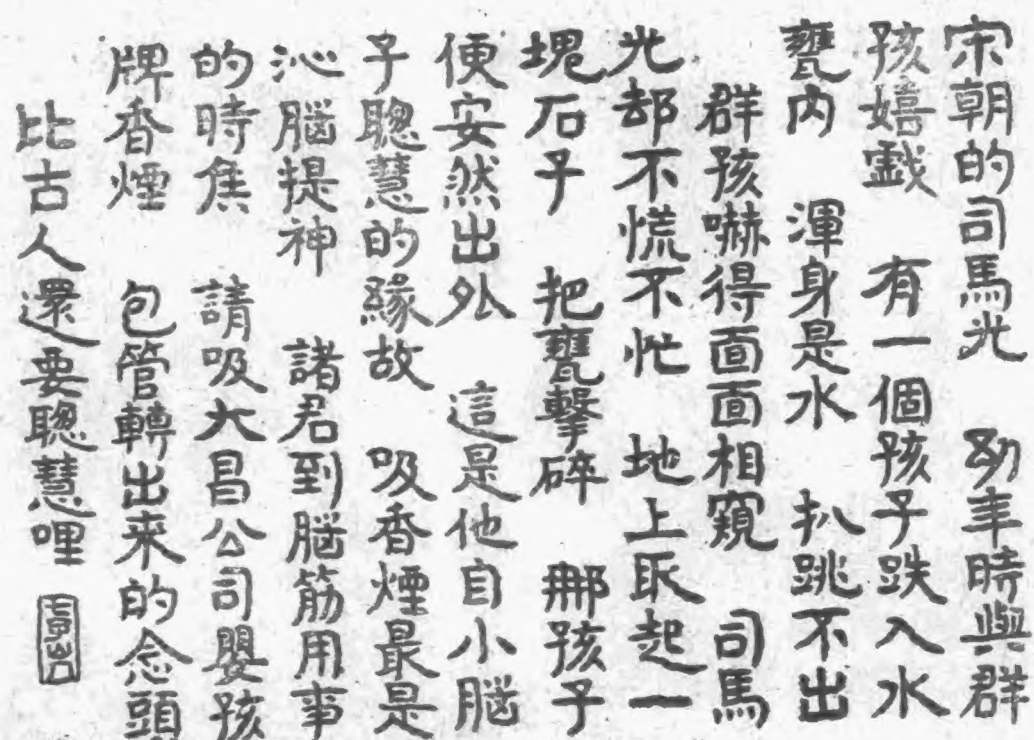 宋朝的司馬光　幼年時與群
孩嬉戲　有一個孩子跌入水
甕內　渾身是水　扒跳不出
群孩嚇得面面相窺　司馬
光却不慌不忙　地上取起一
塊石子　把甕擊碎　那孩子
便安然出外　這是他自小腦
子聰慧的緣故　吸香煙最是
沁腦提神　諸君到腦筋用事
的時焦　請吸大昌公司嬰孩
牌香煙　包管轉出來的念頭
比古人還要聰慧哩